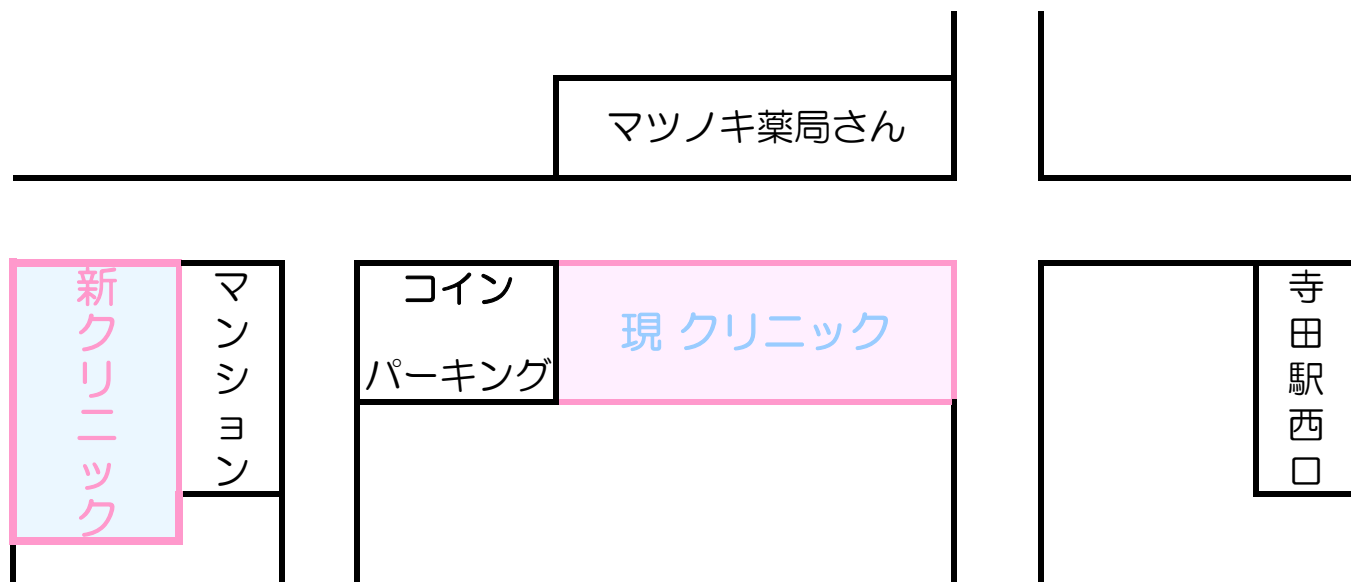 マツノキ薬局さん
新クリニック
マンション
コイン
パーキング
現 クリニック
寺田駅西口